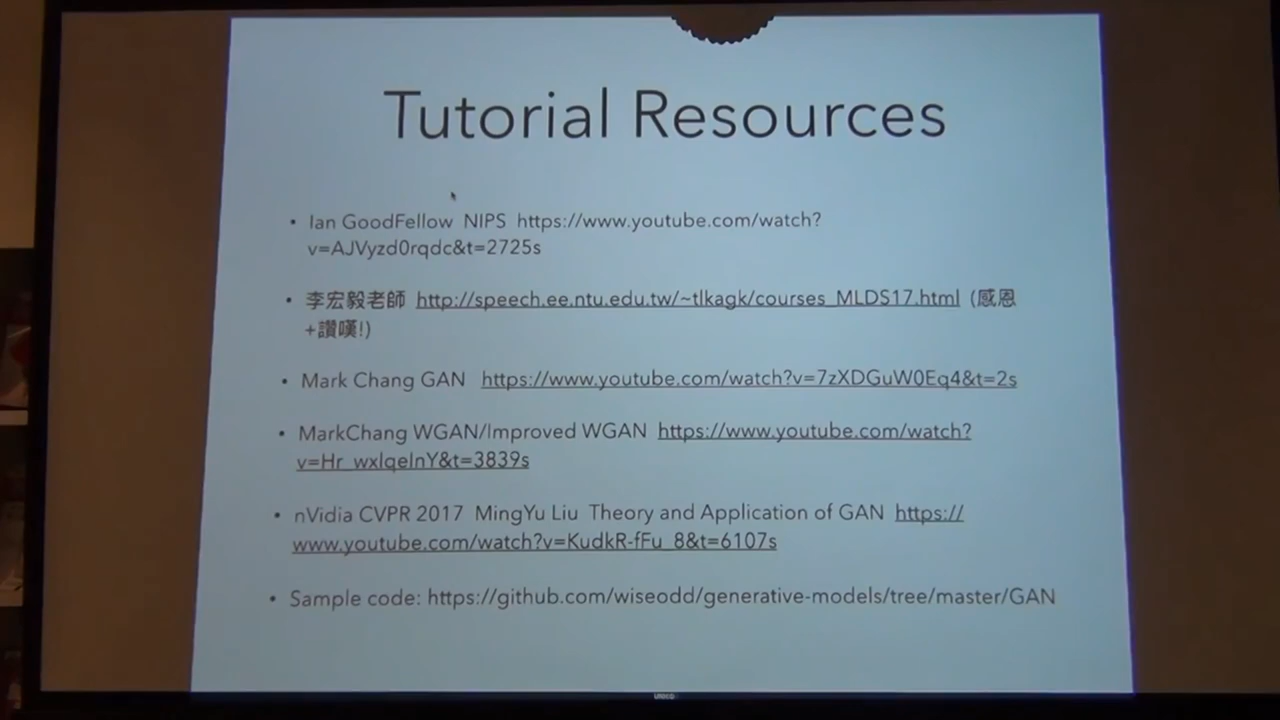 Tutorial Resources
• Ian GoodFellow NIPS https://www.youtube.com/watch?
v=AJVyzd0rqdc&t=2725s
• 李宏毅老師 http://speech.ee.ntu.edu.tw/~tlkagk/courses_MLDS17.html (感恩
+讚嘆!)
• Mark Chang GAN https://www.youtube.com/watch?v=7zXDGuW0Eq4&t=2s
• MarkChang WGAN/Improved WGAN https://www.youtube.com/watch?
v=Hr_wxlqeInY&t=3839s
• nVidia CVPR 2017 MingYu Liu Theory and Application of GAN https://
www.youtube.com/watch?v=KudkR-fFu_8&t=6107s
• Sample code: https://github.com/wiseodd/generative-models/tree/master/GAN